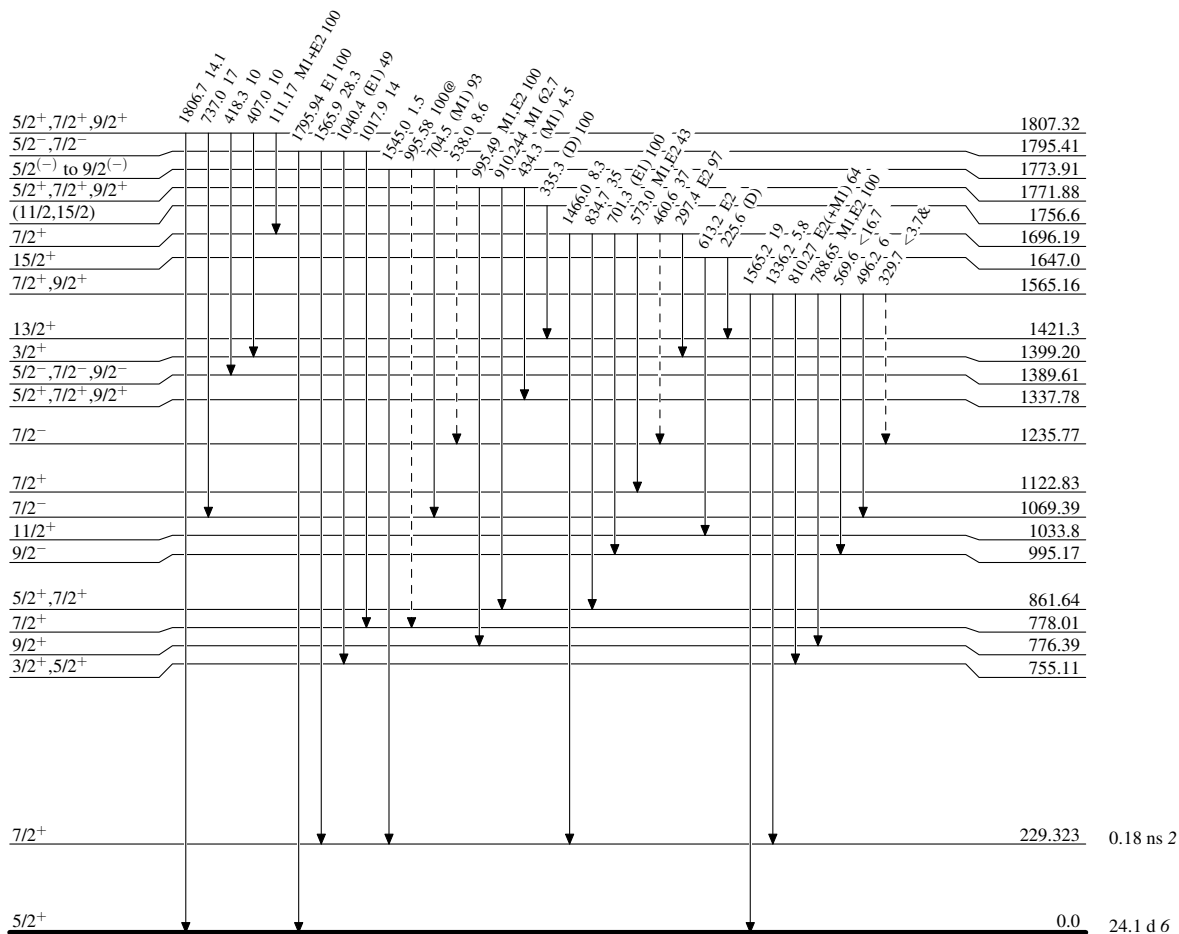 1806.7 14.1
737.0 17
418.3 10
407.0 10
111.17 M1+E2 100
1795.94 E1 100
1565.9 28.3
1040.4 (E1) 49
1017.9 14
1545.0 1.5
995.58 100@
704.5 (M1) 93
538.0 8.6
995.49 M1,E2 100
910.244 M1 62.7
434.3 (M1) 4.5
335.3 (D) 100
1466.0 8.3
834.7 35
701.3 (E1) 100
573.0 M1,E2 43
460.6 37
297.4 E2 97
613.2 E2
225.6 (D)
1565.2 19
1336.2 5.8
810.27 E2(+M1) 64
788.65 M1,E2 100
569.6 <16.7
496.2 6
329.7 <3.7&
5/2⁺,7/2⁺,9/2⁺ 1807.32
5/2⁻,7/2⁻ 1795.41
5/2⁽⁻⁾ to 9/2⁽⁻⁾ 1773.91
5/2⁺,7/2⁺,9/2⁺ 1771.88
(11/2,15/2) 1756.6
7/2⁺ 1696.19
15/2⁺ 1647.0
7/2⁺,9/2⁺ 1565.16
13/2⁺ 1421.3
3/2⁺ 1399.20
5/2⁻,7/2⁻,9/2⁻ 1389.61
5/2⁺,7/2⁺,9/2⁺ 1337.78
7/2⁻ 1235.77
7/2⁺ 1122.83
7/2⁻ 1069.39
11/2⁺ 1033.8
9/2⁻ 995.17
5/2⁺,7/2⁺ 861.64
7/2⁺ 778.01
9/2⁺ 776.39
3/2⁺,5/2⁺ 755.11
7/2⁺ 229.323 0.18 ns 2
5/2⁺ 0.0 24.1 d 6